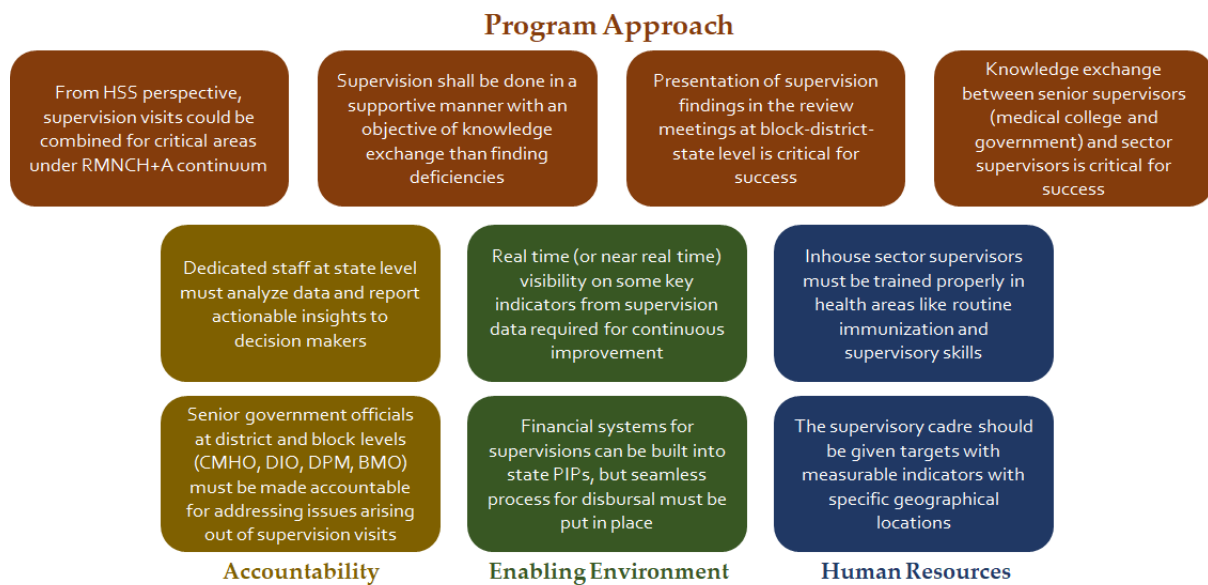 Program Approach
From HSS perspective,
supervision visits could be
combined for critical areas
under RMNCH+A continuum
Supervision shall be done in a
supportive manner with an
objective of knowledge
exchange than finding
deficiencies
Presentation of supervision
findings in the review
meetings at block-district-
state level is critical for
success
Knowledge exchange
between senior supervisors
(medical college and
government) and sector
supervisors is critical for
success
Dedicated staff at state level
must analyze data and report
actionable insights to
decision makers
Real time (or near real time)
visibility on some key
indicators from supervision
data required for continuous
improvement
Inhouse sector supervisors
must be trained properly in
health areas like routine
immunization and
supervisory skills
Senior government officials
at district and block levels
(CMHO, DIO, DPM, BMO)
must be made accountable
for addressing issues arising
out of supervision visits
Financial systems for
supervisions can be built into
state PIPs, but seamless
process for disbursal must be
put in place
The supervisory cadre should
be given targets with
measurable indicators with
specific geographical
locations
Accountability
Enabling Environment
Human Resources